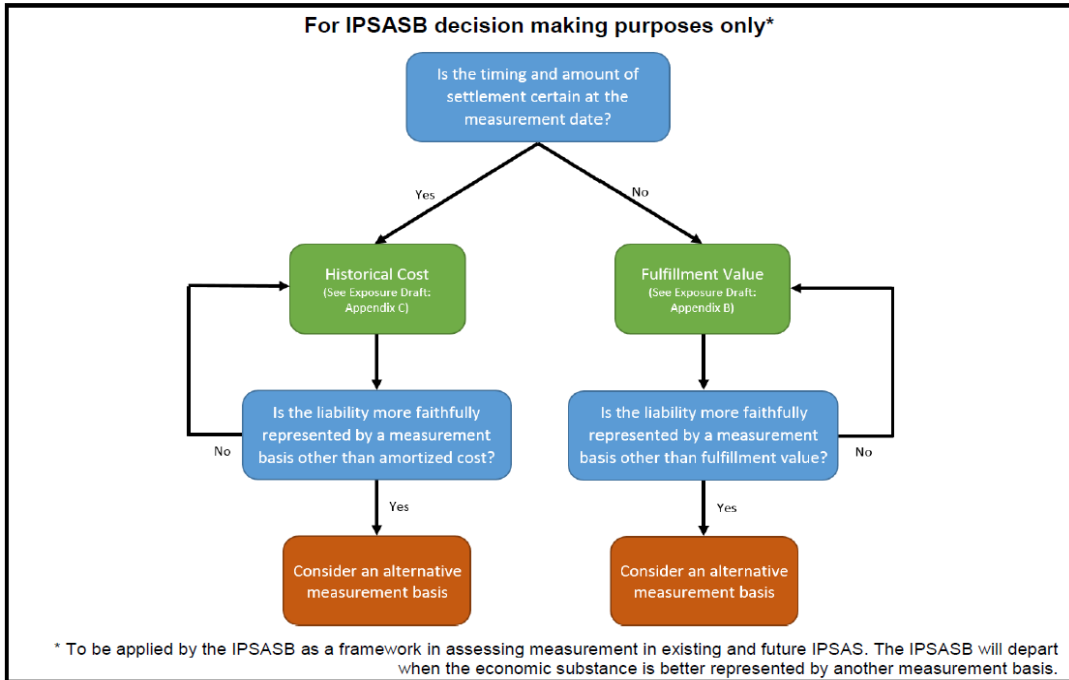 For IPSASB decision making purposes only*
Is the timing and amount of
settlement certain at the
measurement date?
Yes
No
Historical Cost
(See Exposure Draft:
Appendix C)
Fulfillment Value
(See Exposure Draft:
Appendix B)
Is the liability more faithfully
represented by a measurement
basis other than amortized cost?
Is the liability more faithfully
represented by a measurement
basis other than fulfillment value?
No
No
Yes
Yes
Consider an alternative
measurement basis
Consider an alternative
measurement basis
* To be applied by the IPSASB as a framework in assessing measurement in existing and future IPSAS. The IPSASB will depart
when the economic substance is better represented by another measurement basis.